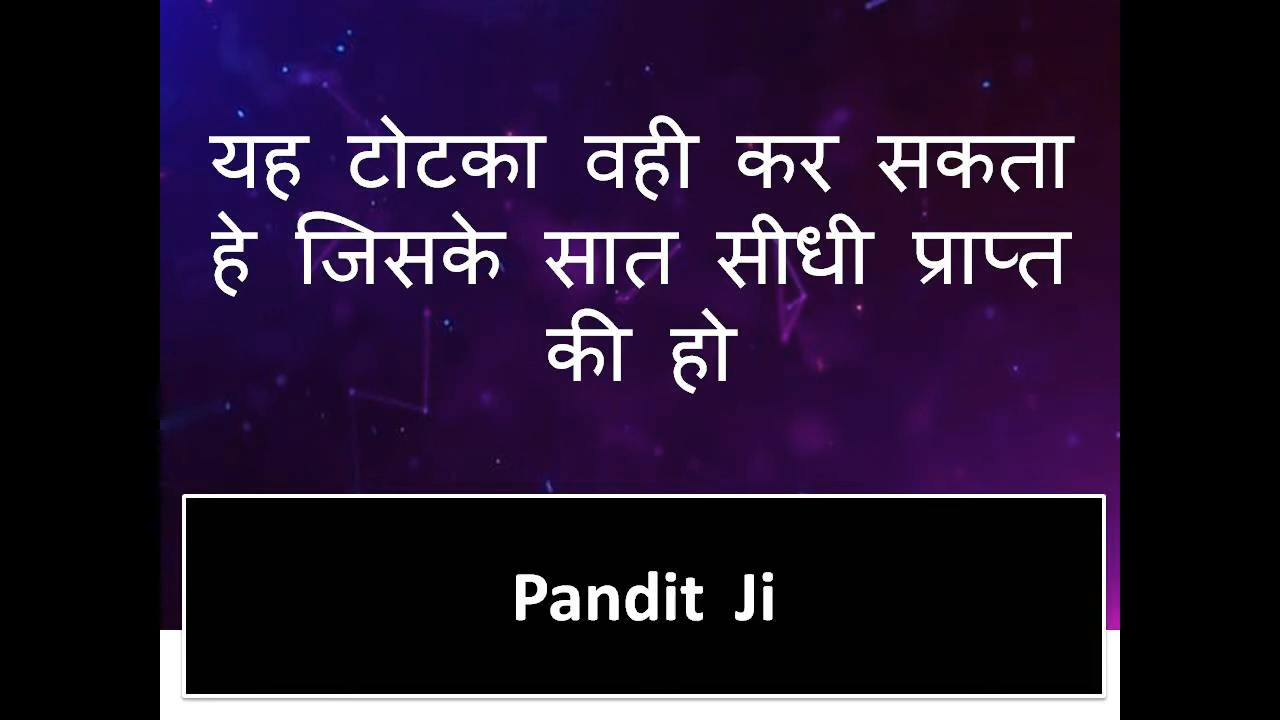 यह टोटका वही कर सकता
हे जिसके सात सीधी प्राप्त
की हो
Pandit Ji